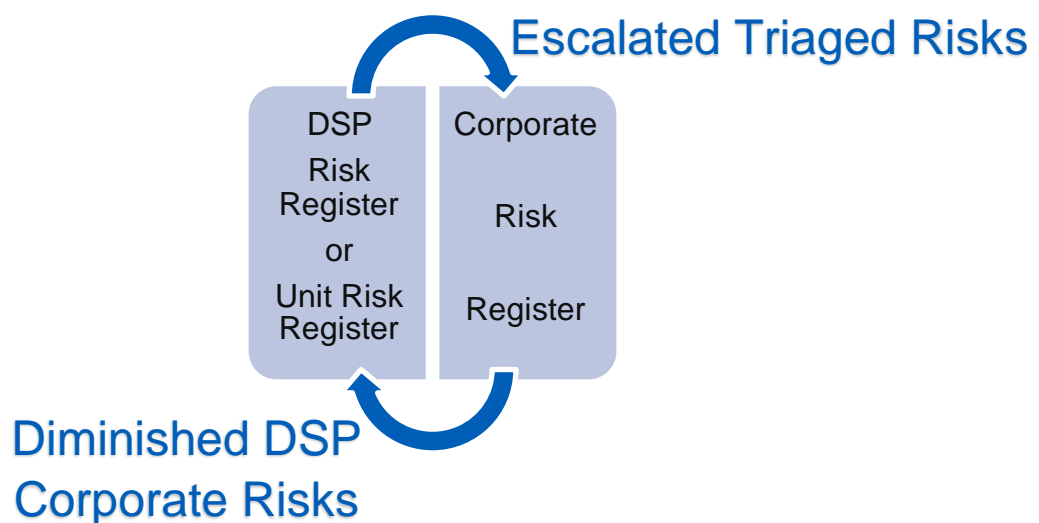 Escalated Triaged Risks
DSP
Risk
Register
or
Unit Risk
Register
Corporate
Risk
Register
Diminished DSP
Corporate Risks